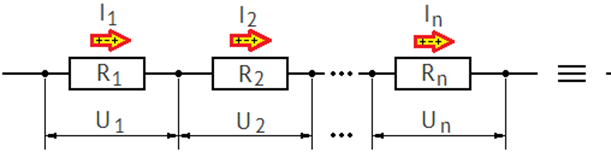 I1 I2 In
R1 R2 ... Rn ≡
U1 U2 ... Un